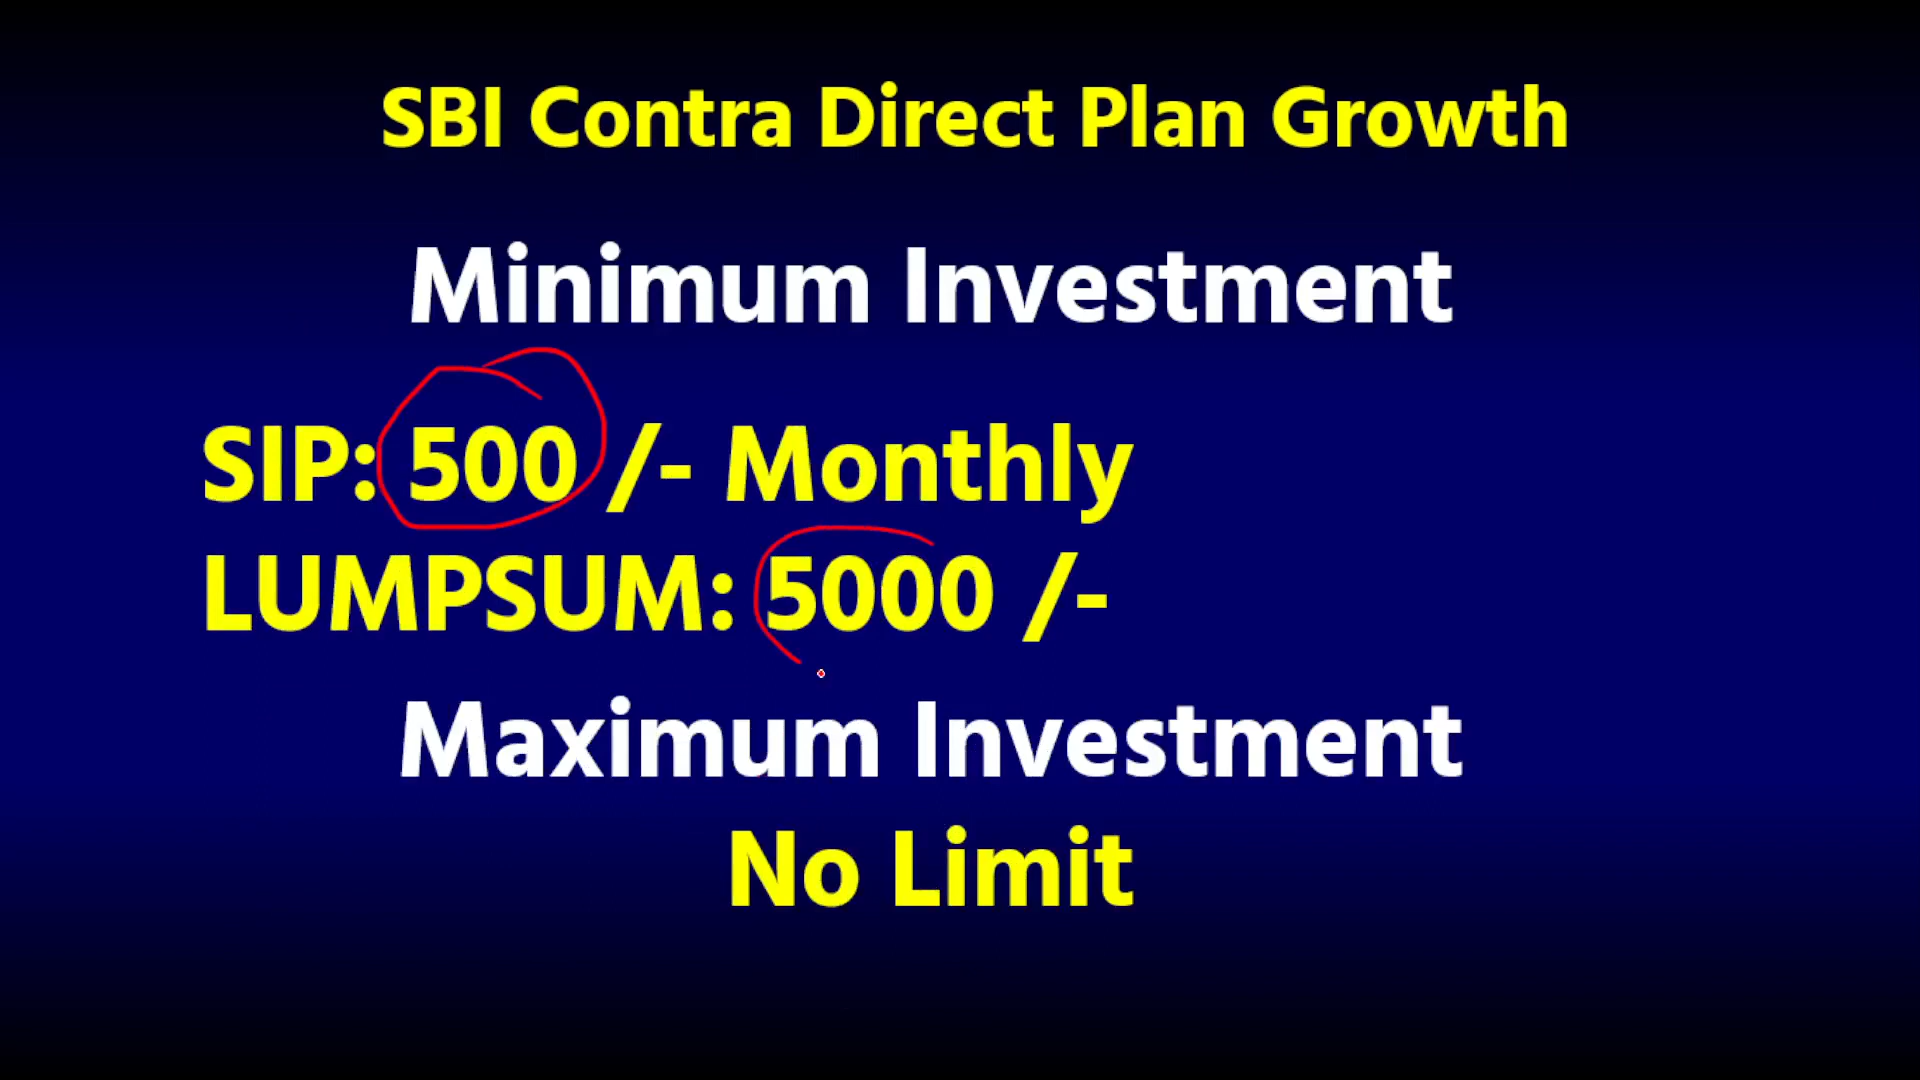 SBI Contra Direct Plan Growth
Minimum Investment
SIP: 500 /- Monthly
LUMPSUM: 5000 /-
Maximum Investment
No Limit